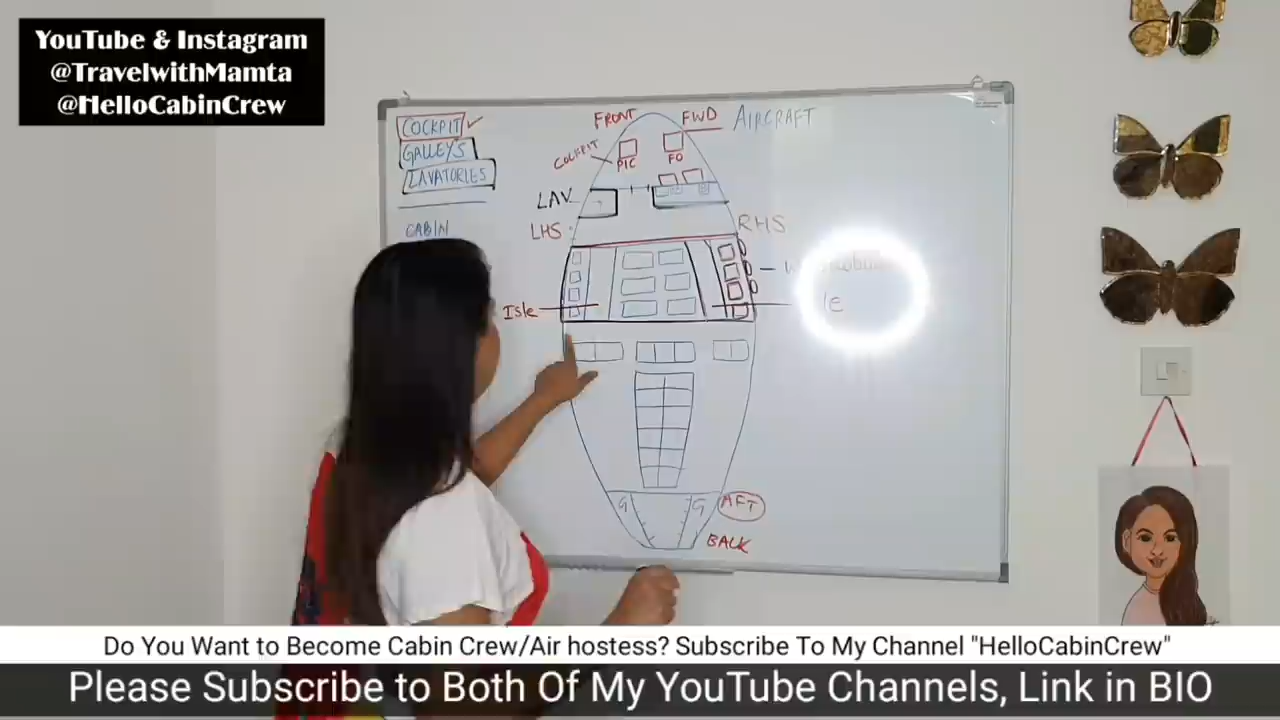 YouTube & Instagram
@TravelwithMamta
@HelloCabinCrew
FRONT
FWD
AIRCRAFT
COCKPIT
GALLEYS
LAVATORIES
COCKPIT
PIC
FO
LAV
LHS
RHS
CABIN
Isle
le
G
G
AFT
BACK
Do You Want to Become Cabin Crew/Air hostess? Subscribe To My Channel "HelloCabinCrew"
Please Subscribe to Both Of My YouTube Channels, Link in BIO